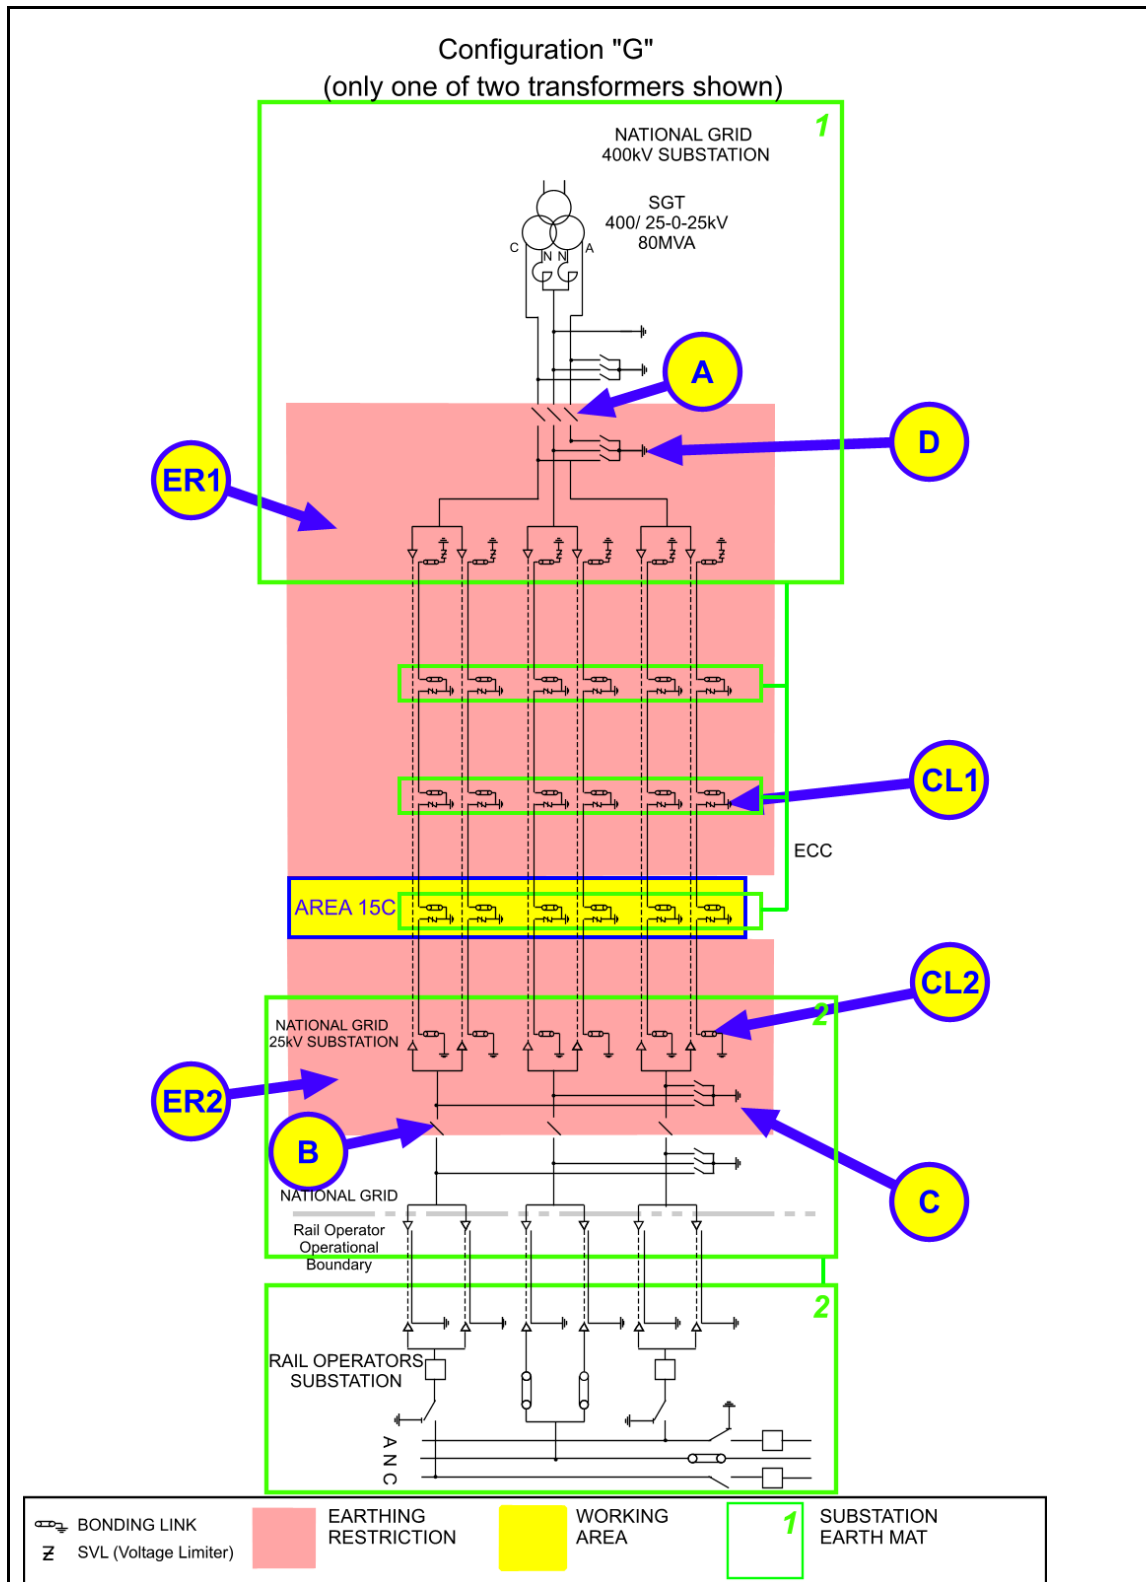 Configuration "G"
(only one of two transformers shown)
1
NATIONAL GRID
400kV SUBSTATION
SGT
400/ 25-0-25kV
80MVA
C
N N
A
A
D
ER1
CL1
ECC
AREA 15C
CL2
2
NATIONAL GRID
25kV SUBSTATION
ER2
B
C
NATIONAL GRID
Rail Operator
Operational
Boundary
2
RAIL OPERATORS
SUBSTATION
A
N
C
BONDING LINK
SVL (Voltage Limiter)
EARTHING
RESTRICTION
WORKING
AREA
1
SUBSTATION
EARTH MAT